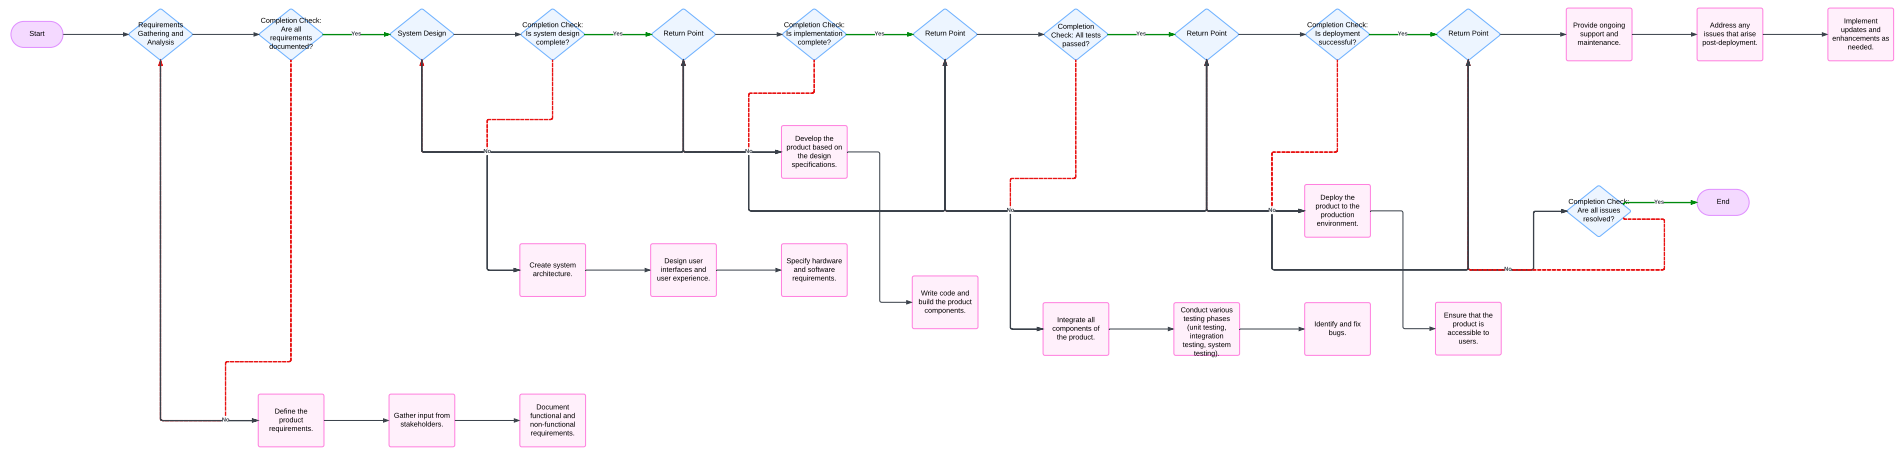 Start
Requirements
Gathering and
Analysis
Completion Check:
Are all
requirements
documented?
Yes
System Design
Completion Check:
Is system design
complete?
Yes
Return Point
Completion Check:
Is implementation
complete?
Yes
Return Point
Completion
Check: All tests
passed?
Yes
Return Point
Completion Check:
Is deployment
successful?
Yes
Return Point
Provide ongoing
support and
maintenance.
Address any
issues that arise
post-deployment.
Implement
updates and
enhancements as
needed.
No
No
Develop the
product based on
the design
specifications.
No
No
Deploy the
product to the
production
environment.
Completion Check:
Are all issues
resolved?
Yes
End
No
Create system
architecture.
Design user
interfaces and
user experience.
Specify hardware
and software
requirements.
Write code and
build the product
components.
Integrate all
components of
the product.
Conduct various
testing phases
(unit testing,
integration
testing, system
testing).
Identify and fix
bugs.
Ensure that the
product is
accessible to
users.
No
Define the
product
requirements.
Gather input from
stakeholders.
Document
functional and
non-functional
requirements.